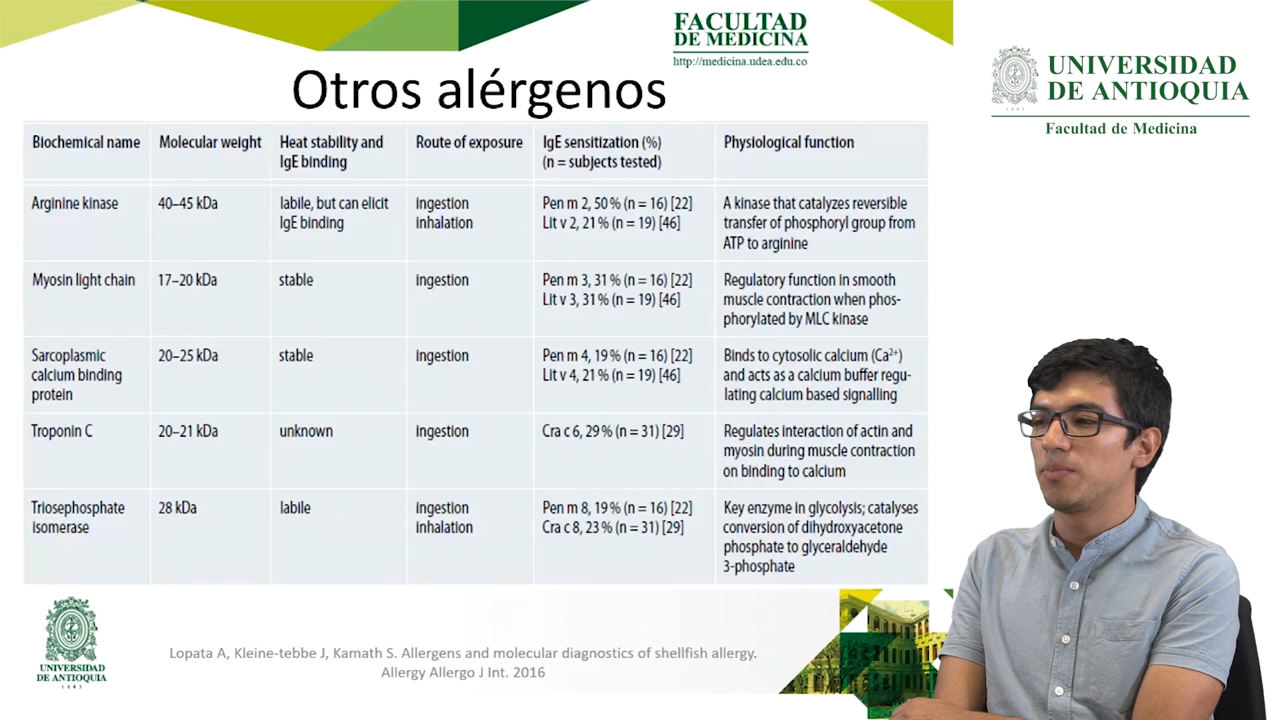 FACULTAD
DE MEDICINA
http://medicina.udea.edu.co
UNIVERSIDAD
DE ANTIOQUIA
1803
Facultad de Medicina
Otros alérgenos
Biochemical name
Molecular weight
Heat stability and
IgE binding
Route of exposure
IgE sensitization (%)
(n = subjects tested)
Physiological function
Arginine kinase
40–45 kDa
labile, but can elicit
IgE binding
ingestion
inhalation
Pen m 2, 50 % (n = 16) [22]
Lit v 2, 21 % (n = 19) [46]
A kinase that catalyzes reversible
transfer of phosphoryl group from
ATP to arginine
Myosin light chain
17–20 kDa
stable
ingestion
Pen m 3, 31 % (n = 16) [22]
Lit v 3, 31 % (n = 19) [46]
Regulatory function in smooth
muscle contraction when phos-
phorylated by MLC kinase
Sarcoplasmic
calcium binding
protein
20–25 kDa
stable
ingestion
Pen m 4, 19 % (n = 16) [22]
Lit v 4, 21 % (n = 19) [46]
Binds to cytosolic calcium (Ca²⁺)
and acts as a calcium buffer regu-
lating calcium based signalling
Troponin C
20–21 kDa
unknown
ingestion
Cra c 6, 29 % (n = 31) [29]
Regulates interaction of actin and
myosin during muscle contraction
on binding to calcium
Triosephosphate
isomerase
28 kDa
labile
ingestion
inhalation
Pen m 8, 19 % (n = 16) [22]
Cra c 8, 23 % (n = 31) [29]
Key enzyme in glycolysis; catalyses
conversion of dihydroxyacetone
phosphate to glyceraldehyde
3-phosphate
UNIVERSIDAD
DE ANTIOQUIA
1803
Lopata A, Kleine-tebbe J, Kamath S. Allergens and molecular diagnostics of shellfish allergy.
Allergy Allergo J Int. 2016